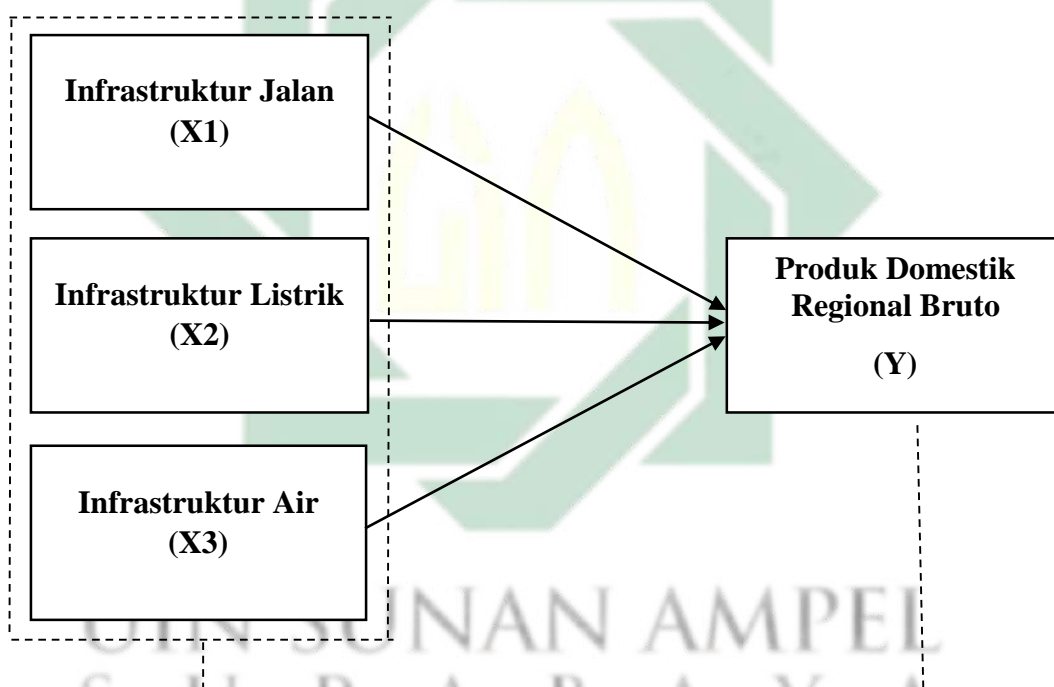 Infrastruktur Jalan
(X1)
Infrastruktur Listrik
(X2)
Infrastruktur Air
(X3)
Produk Domestik
Regional Bruto
(Y)
UIN SUNAN AMPEL
S U R A B A Y A